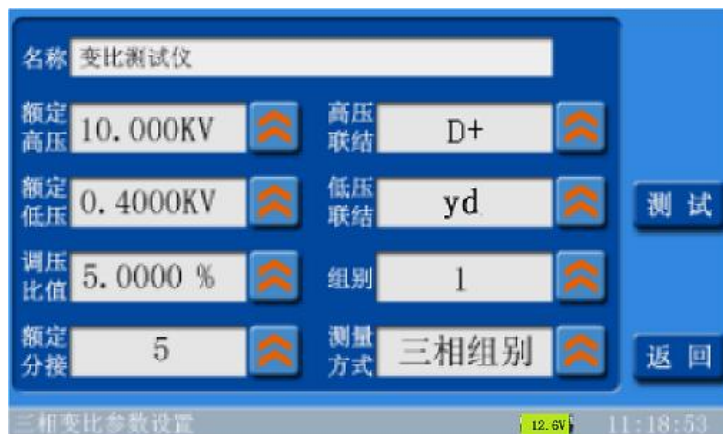 名称 变比测试仪
额定高压 10.000KV 高压联结 D+
额定低压 0.4000KV 低压联结 yd
测试
调压比值 5.0000 % 组别 1
额定分接 5 测量方式 三相组别
返回
三相变比参数设置 12.6V 11:18:53